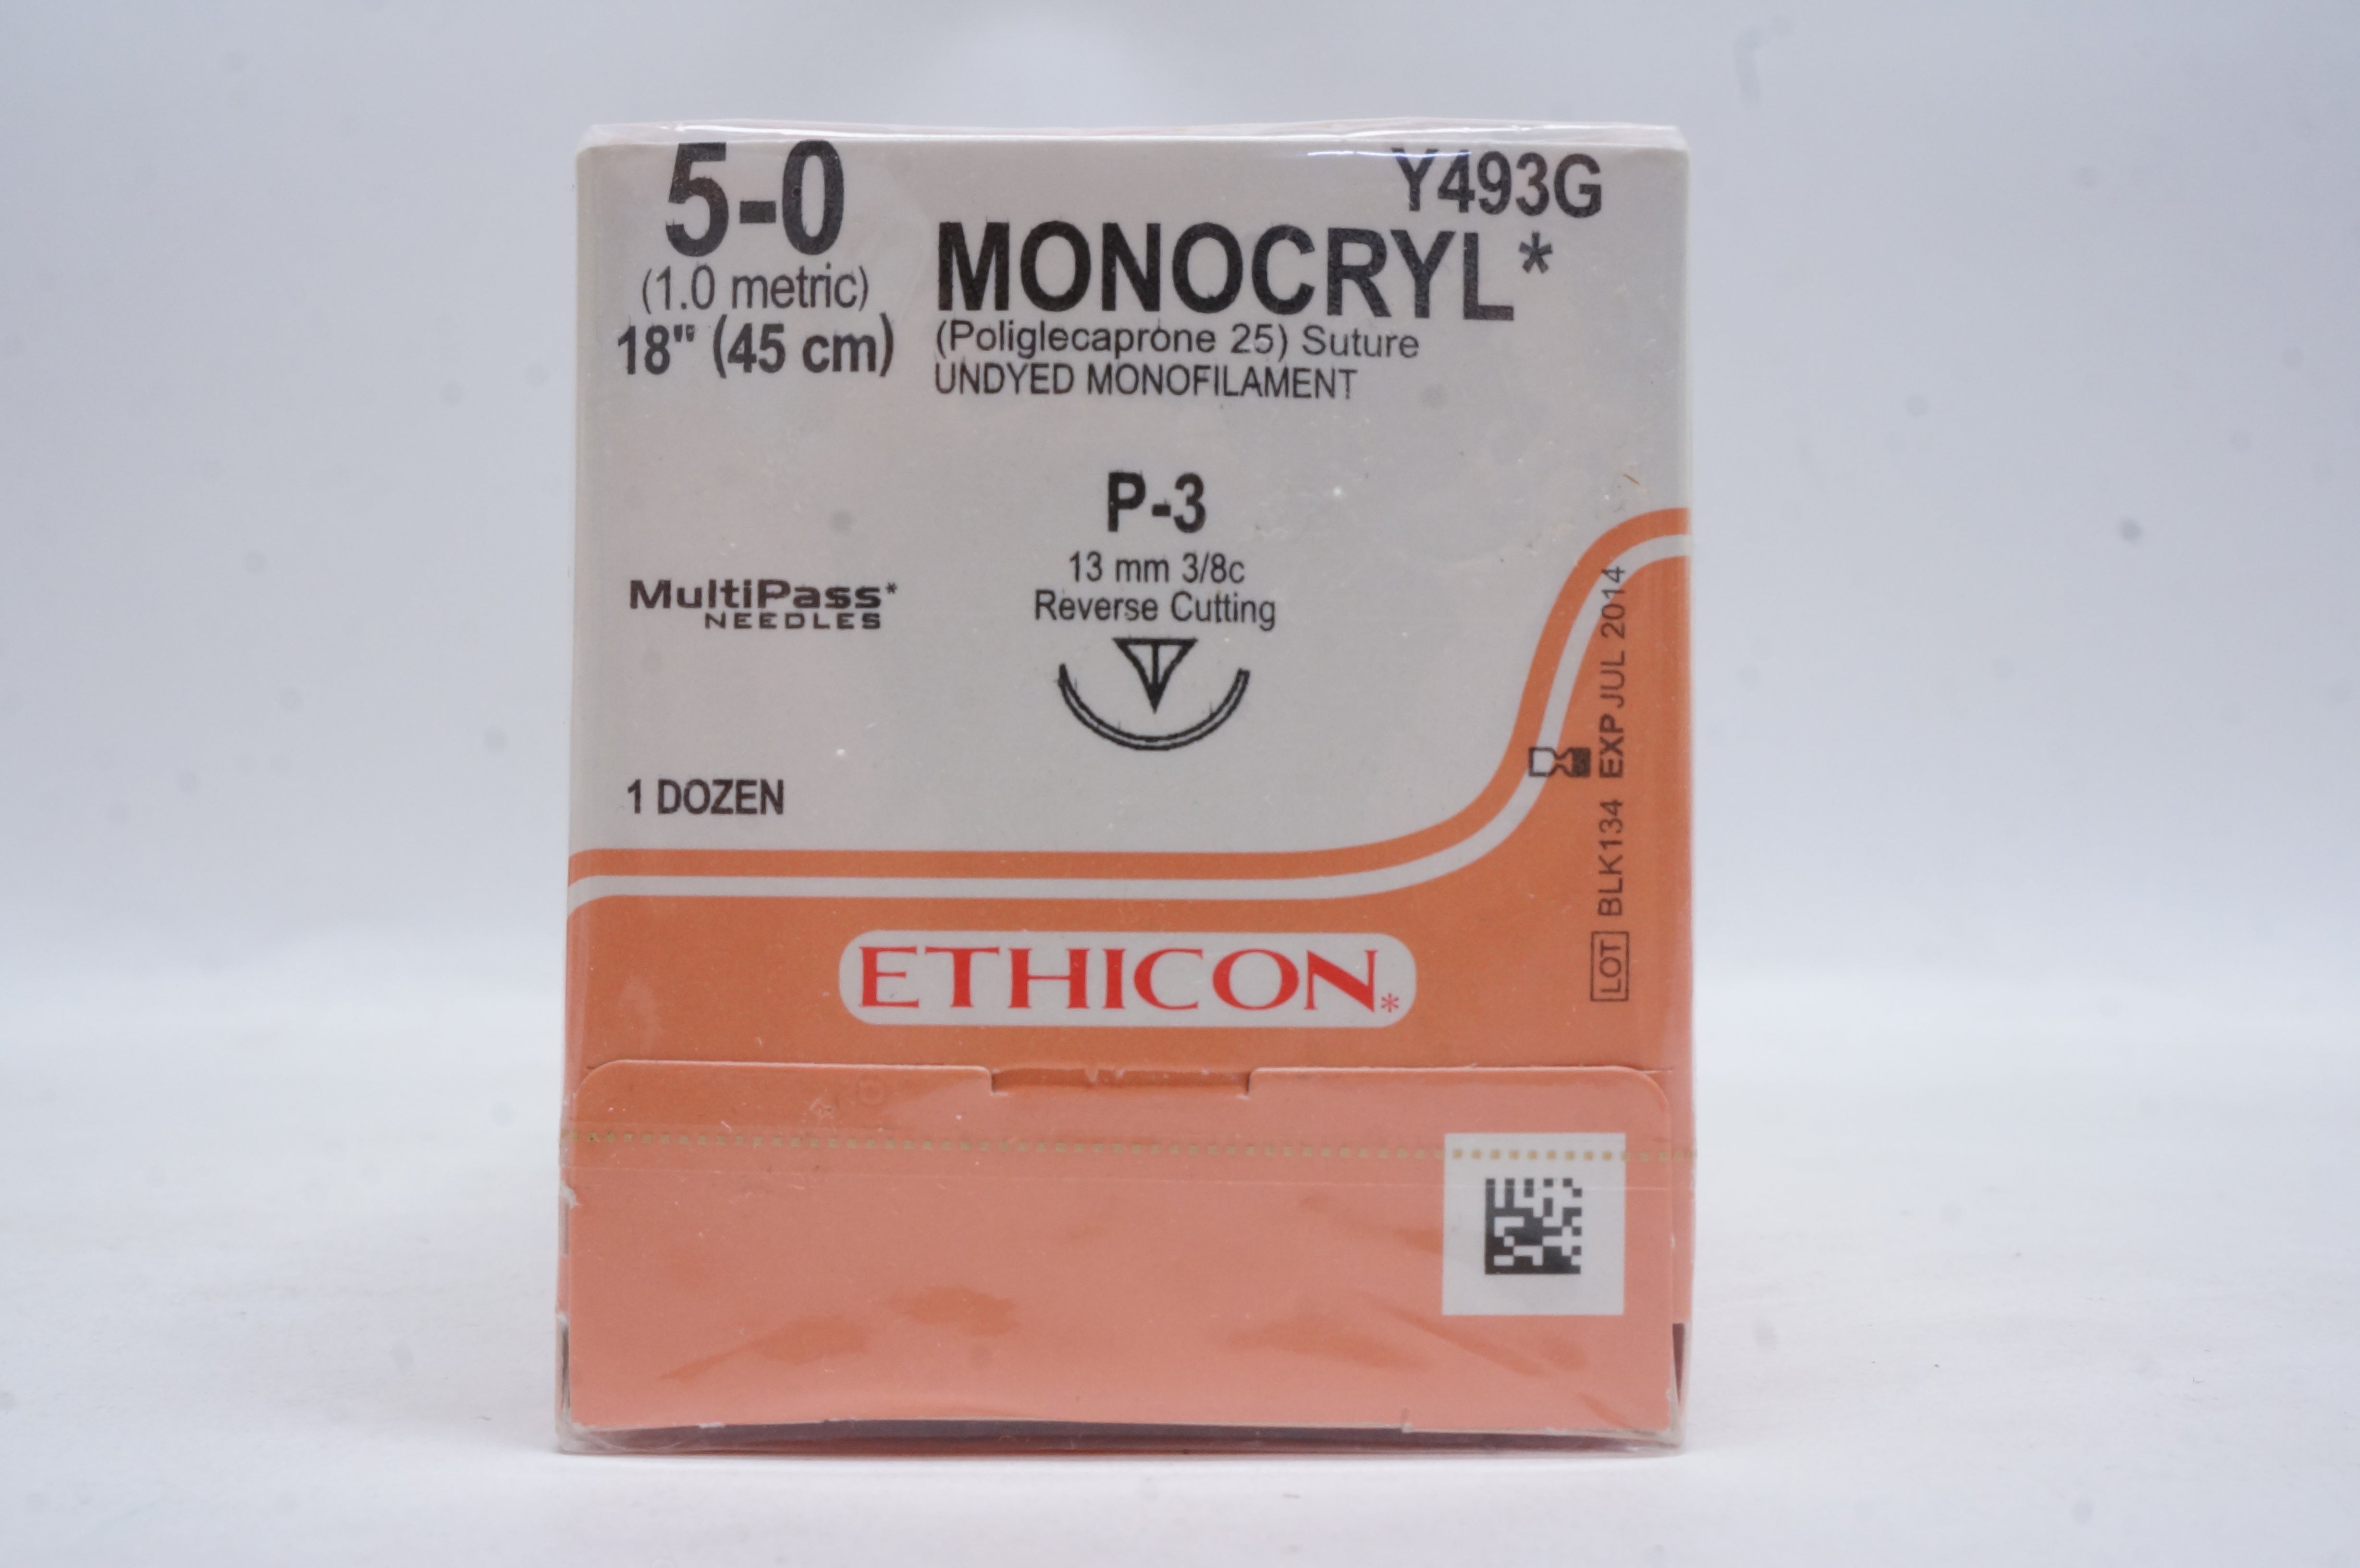 5-0
(1.0 metric)
18" (45 cm)
Y493G
MONOCRYL*
(Poliglecaprone 25) Suture
UNDYED MONOFILAMENT
P-3
13 mm 3/8c
Reverse Cutting
MultiPass*
NEEDLES
1 DOZEN
LOT BLK134 EXP JUL 2014
ETHICON*